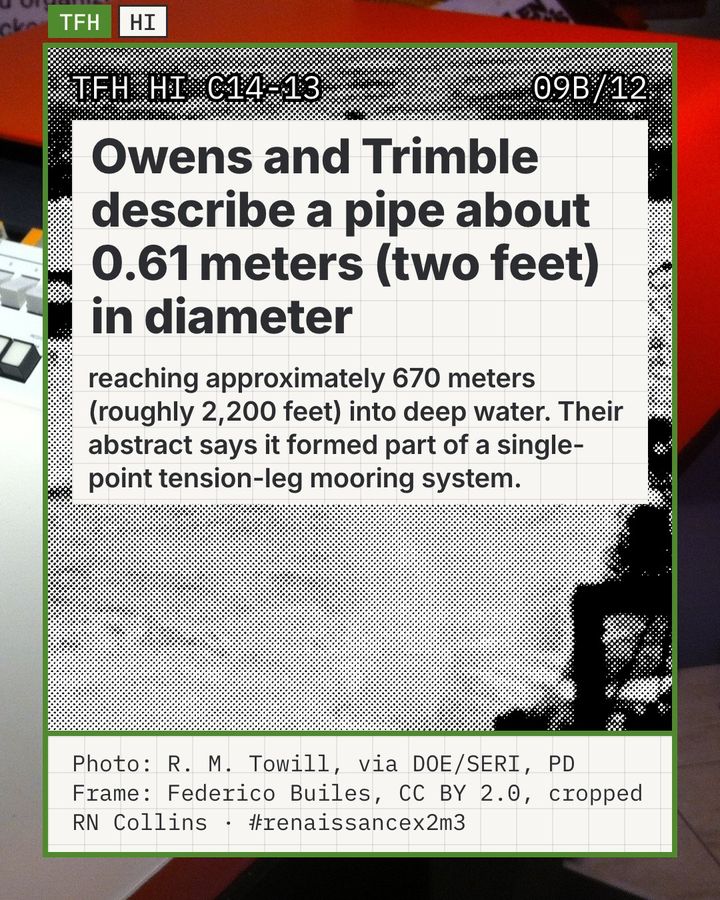 TFH HI
TFH HI C14-13 09B/12
Owens and Trimble
describe a pipe about
0.61 meters (two feet)
in diameter
reaching approximately 670 meters
(roughly 2,200 feet) into deep water. Their
abstract says it formed part of a single-
point tension-leg mooring system.
Photo: R. M. Towill, via DOE/SERI, PD
Frame: Federico Builes, CC BY 2.0, cropped
RN Collins · #renaissancex2m3